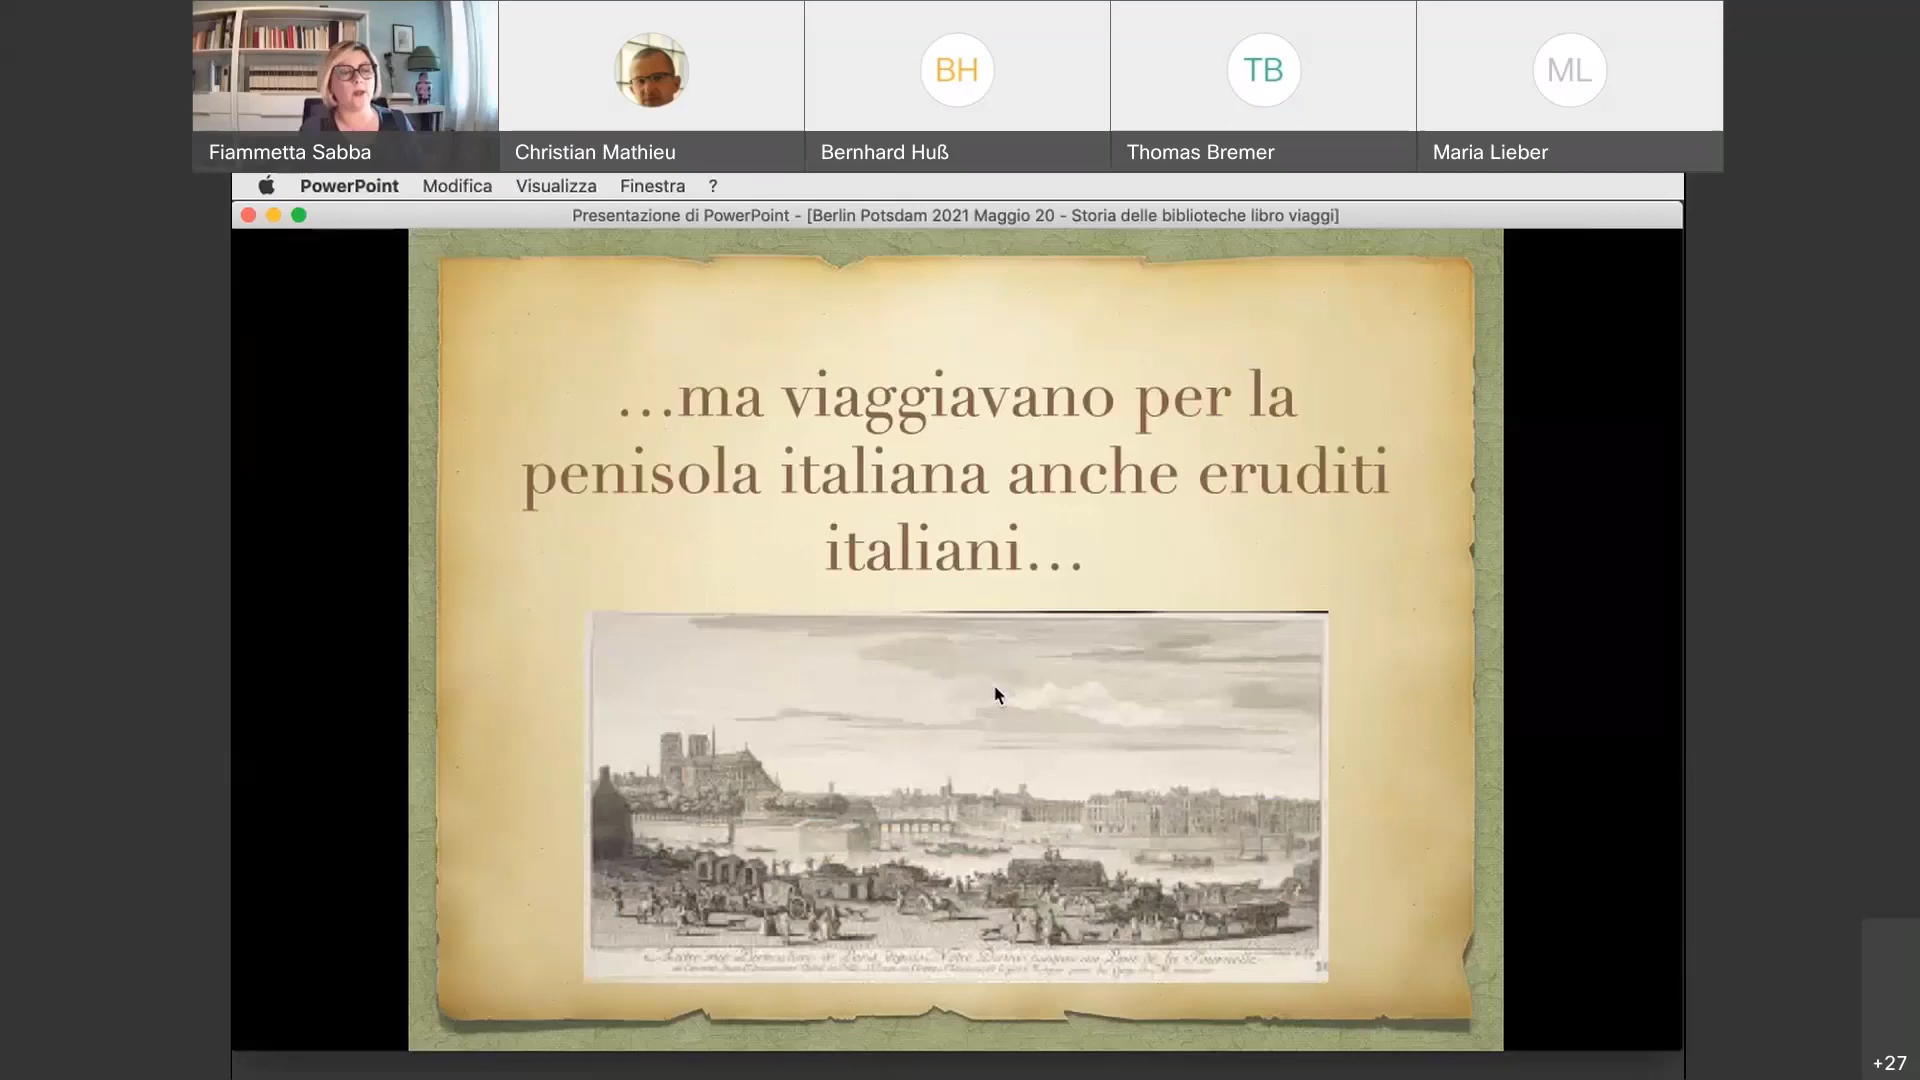 BH
TB
ML
Fiammetta Sabba
Christian Mathieu
Bernhard Huß
Thomas Bremer
Maria Lieber
PowerPoint Modifica Visualizza Finestra ?
Presentazione di PowerPoint - [Berlin Potsdam 2021 Maggio 20 - Storia delle biblioteche libro viaggi]
...ma viaggiavano per la
penisola italiana anche eruditi
italiani...
+27